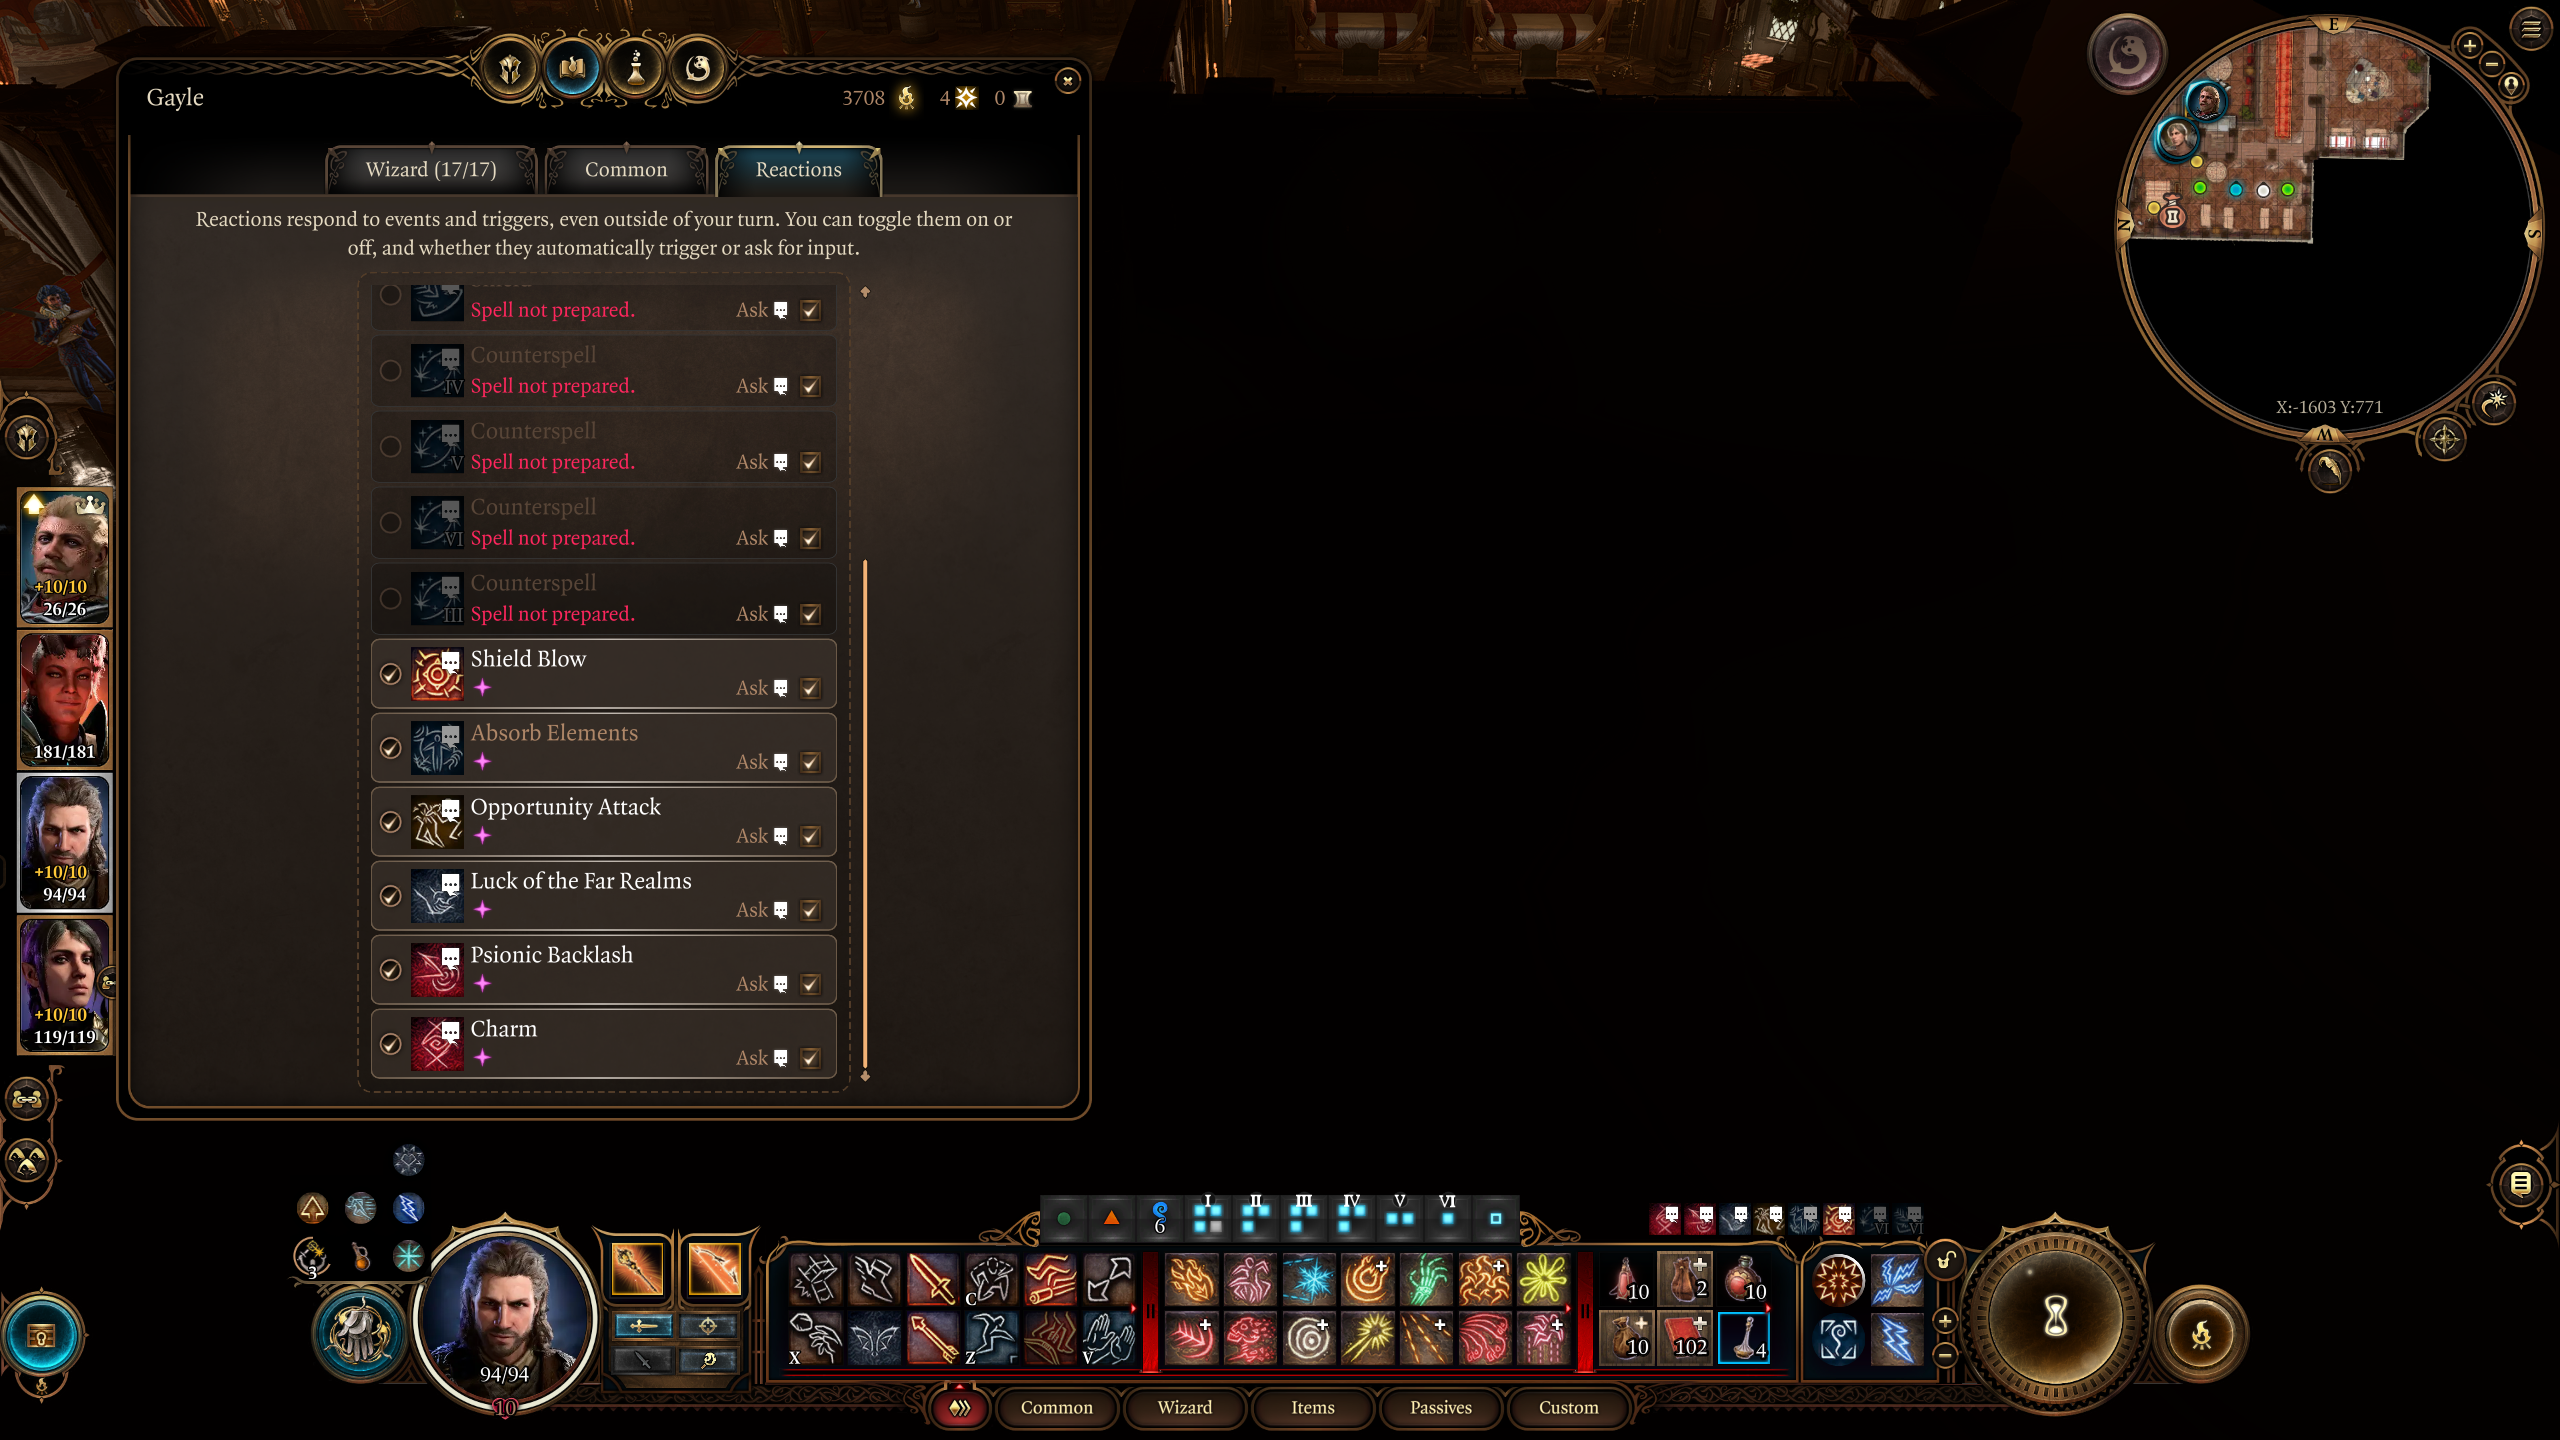 Gayle
3708
4
0
Wizard (17/17)
Common
Reactions
Reactions respond to events and triggers, even outside of your turn. You can toggle them on or
off, and whether they automatically trigger or ask for input.
Spell not prepared.
Ask
Counterspell
IV
Spell not prepared.
Ask
Counterspell
V
Spell not prepared.
Ask
Counterspell
VI
Spell not prepared.
Ask
Counterspell
III
Spell not prepared.
Ask
Shield Blow
Ask
Absorb Elements
Ask
Opportunity Attack
Ask
Luck of the Far Realms
Ask
Psionic Backlash
Ask
Charm
Ask
+10/10
26/26
181/181
+10/10
94/94
+10/10
119/119
E
N
S
W
X:-1603 Y:771
3
94/94
10
6
I
II
III
IV
V
VI
VI
VI
C
X
Z
V
10
2
10
10
102
4
Common
Wizard
Items
Passives
Custom